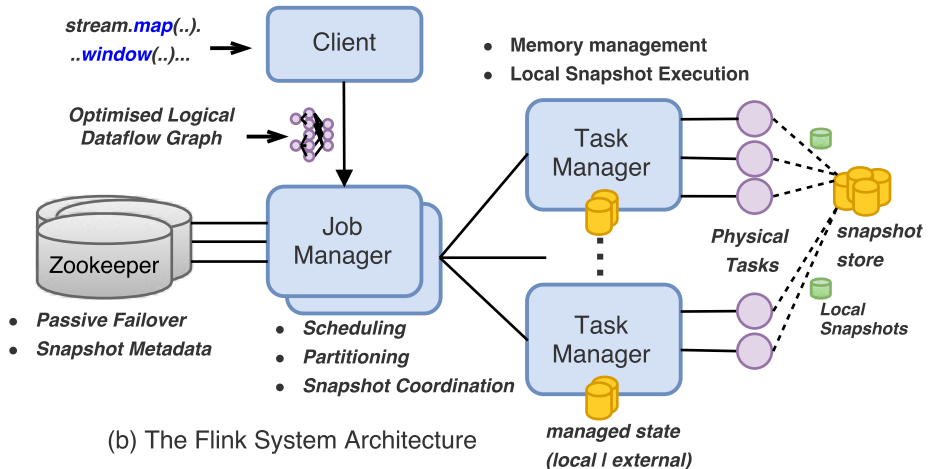 stream.map(..).
..window(..)...
Client
Optimised Logical
Dataflow Graph
Zookeeper
Passive Failover
Snapshot Metadata
Job
Manager
Scheduling
Partitioning
Snapshot Coordination
Memory management
Local Snapshot Execution
Task
Manager
Physical
Tasks
snapshot
store
Task
Manager
Local
Snapshots
managed state
(local | external)
(b) The Flink System Architecture